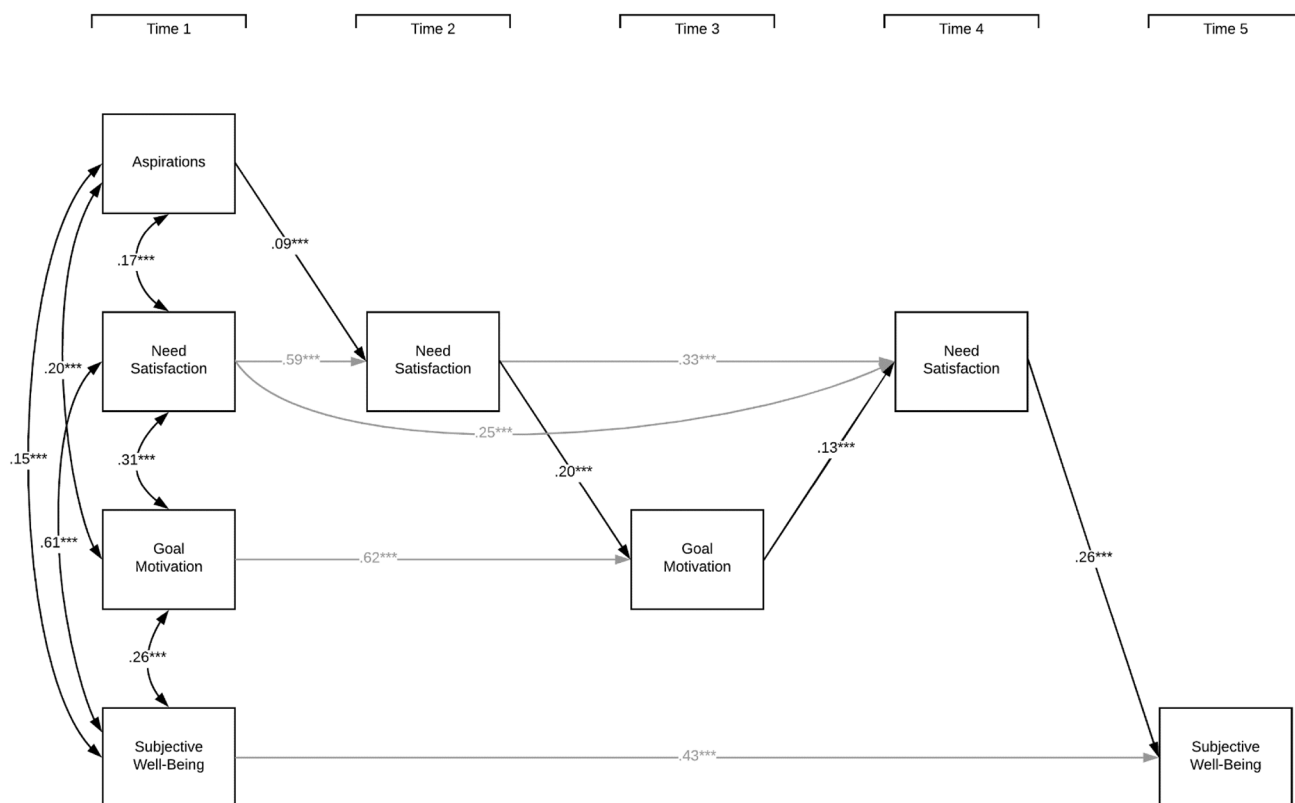 Time 1
Time 2
Time 3
Time 4
Time 5
Aspirations
.09***
.17***
Need
Satisfaction
.59***
Need
Satisfaction
.33***
Need
Satisfaction
.20***
.25***
.13***
.15***
.31***
.20***
.61***
Goal
Motivation
.62***
Goal
Motivation
.26***
.26***
Subjective
Well-Being
.43***
Subjective
Well-Being